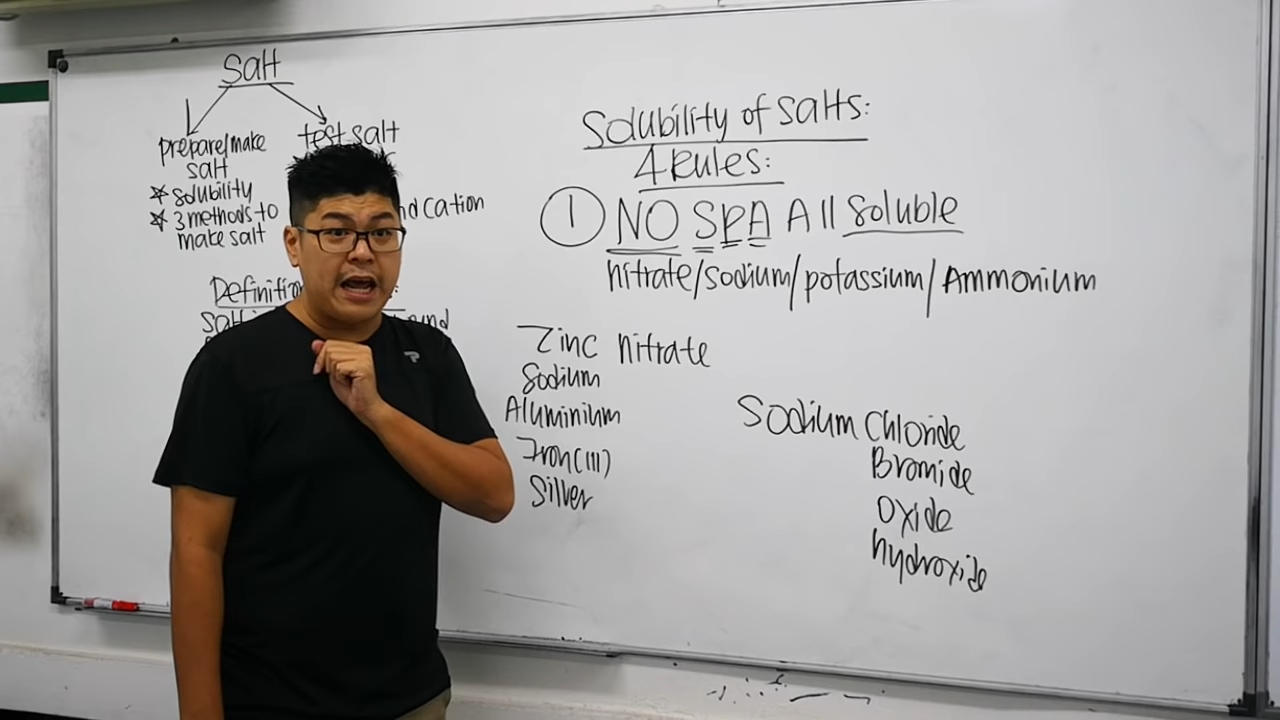 Salt
prepare/make
salt
☆ solubility
☆ 3 methods to
make salt
test salt
cation
Definition
Salt
Solubility of Salts:
4 Rules:
① NO SPA All Soluble
nitrate/sodium/potassium/Ammonium
Zinc nitrate
Sodium
Aluminium
Iron(III)
Silver
Sodium Chloride
Bromide
Oxide
hydroxide